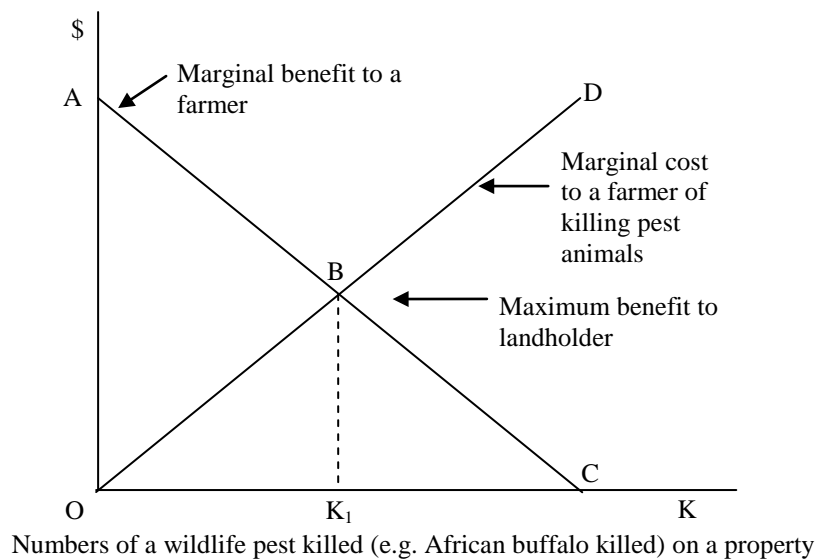 $
Marginal benefit to a
farmer
A
D
Marginal cost
to a farmer of
killing pest
animals
B
Maximum benefit to
landholder
C
O
K₁
K
Numbers of a wildlife pest killed (e.g. African buffalo killed) on a property